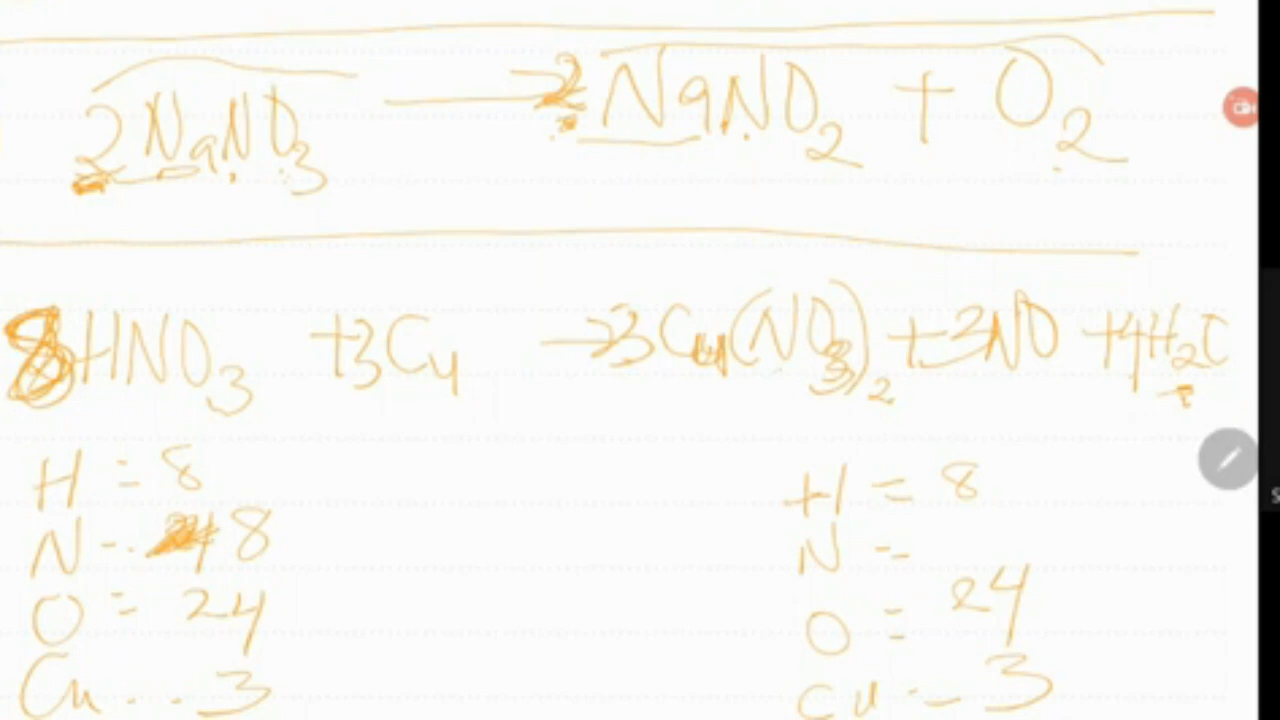 2NaNO3 → 2NaNO2 + O2
8HNO3 + 3Cu → 3Cu(NO3)2 + 2NO + 4H2O
H = 8 H = 8
N = 8 N =
O = 24 O = 24
Cu = 3 Cu = 3